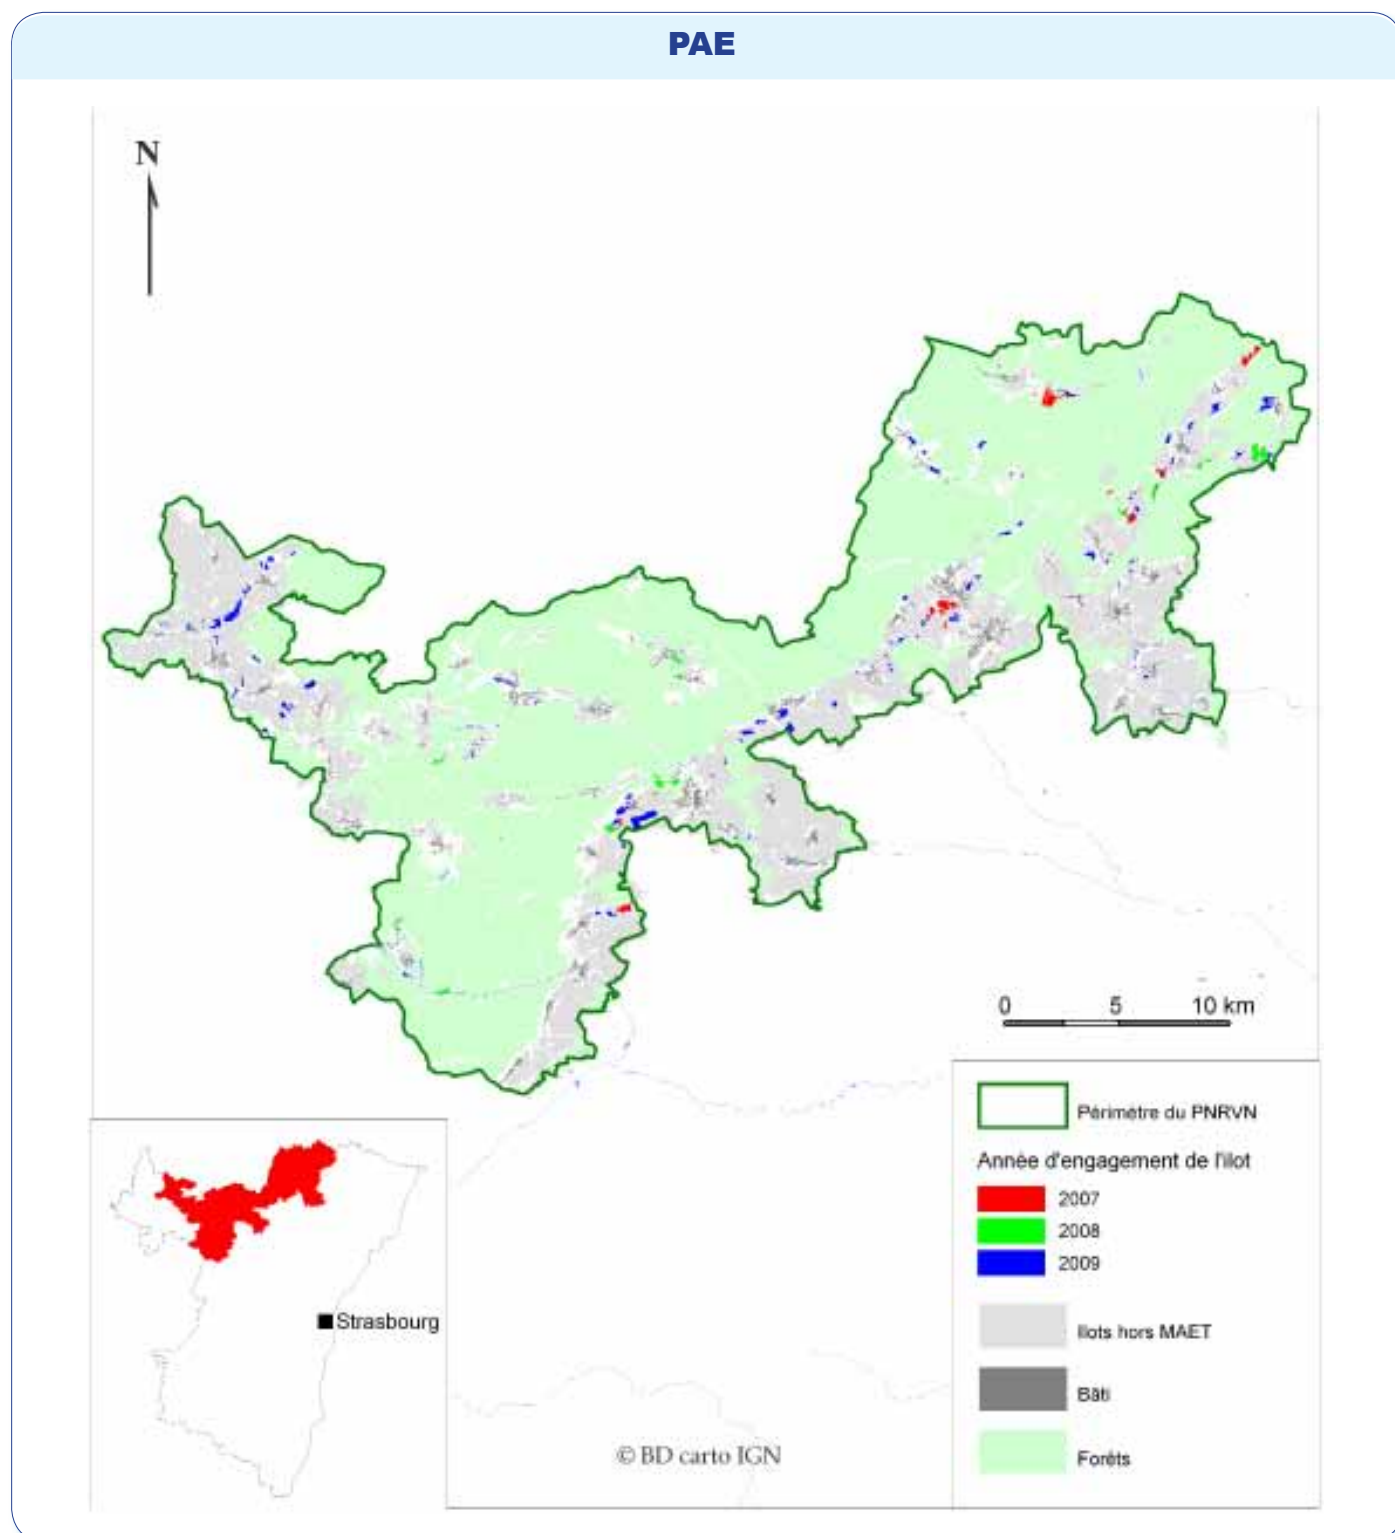 PAE
N
0 5 10 km
Périmètre du PNRVN
Année d'engagement de l'ilot
2007
2008
2009
Ilots hors MAET
Bâti
Forêts
Strasbourg
© BD carto IGN